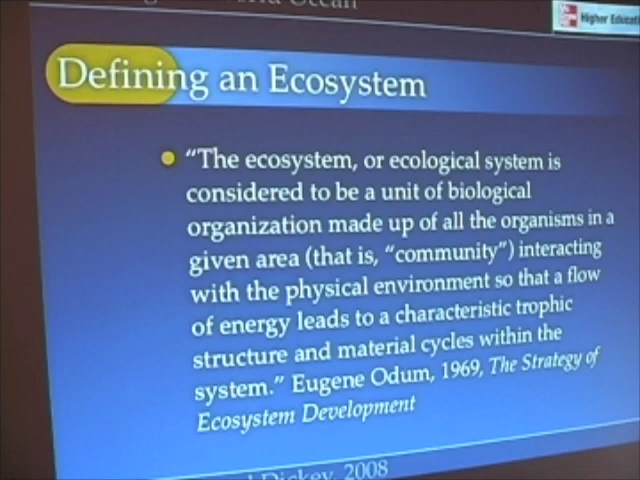 Ocean
Higher Educati
Defining an Ecosystem
“The ecosystem, or ecological system is
considered to be a unit of biological
organization made up of all the organisms in a
given area (that is, “community”) interacting
with the physical environment so that a flow
of energy leads to a characteristic trophic
structure and material cycles within the
system.” Eugene Odum, 1969, The Strategy of
Ecosystem Development
Dickey, 2008